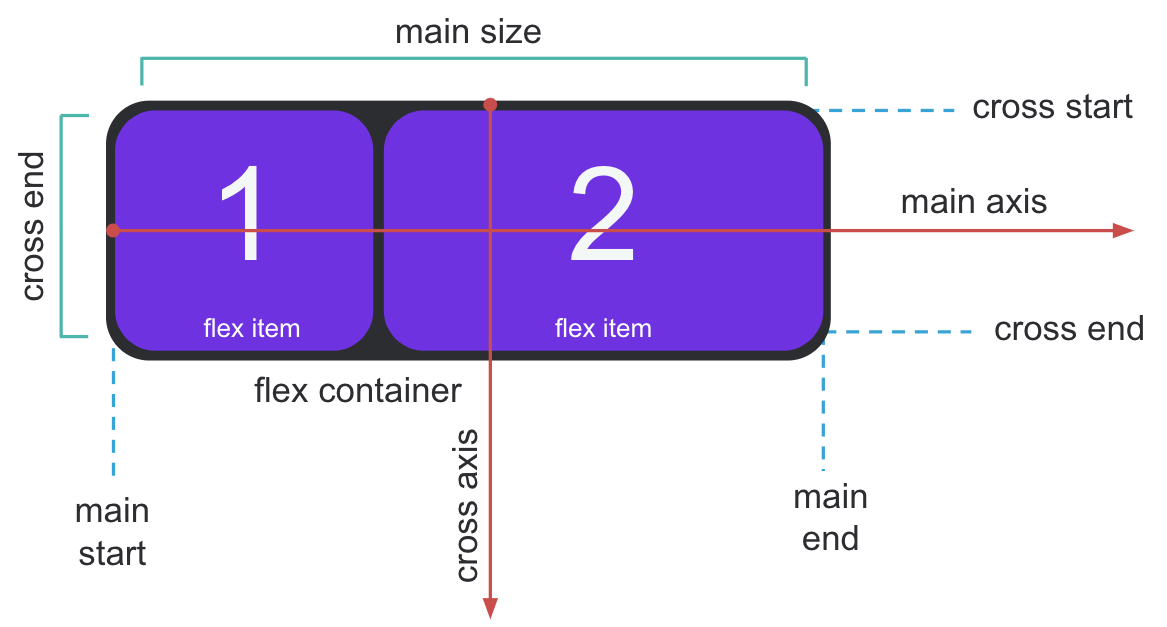 main size
cross start
cross end
1
2
main axis
flex item
flex item
cross end
flex container
cross axis
main
start
main
end